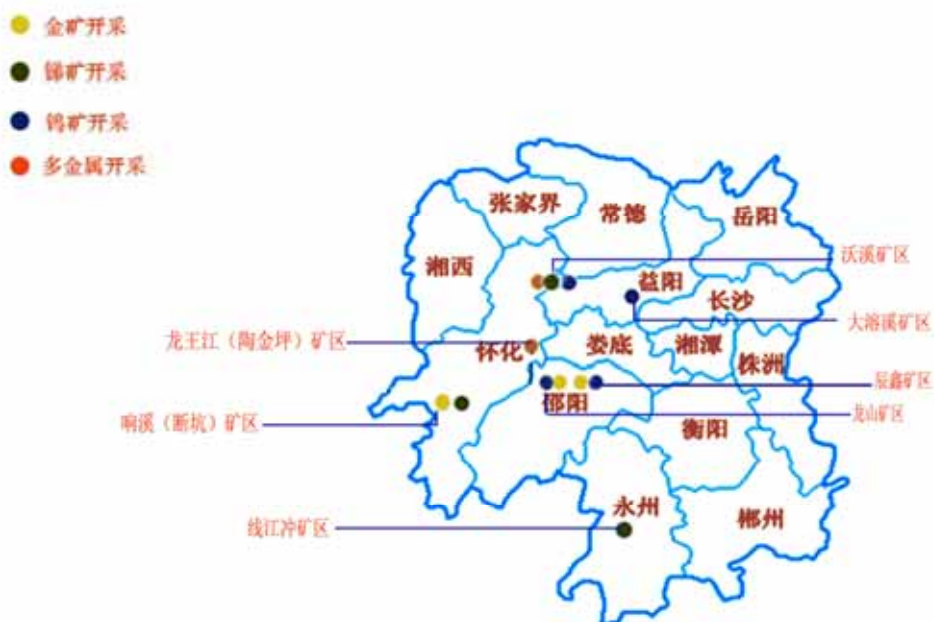 金矿开采
锑矿开采
钨矿开采
多金属开采
张家界
常德
岳阳
湘西
沃溪矿区
益阳
长沙
大溶溪矿区
龙王江（陶金坪）矿区
怀化
娄底
湘潭
株洲
辰鑫矿区
邵阳
龙山矿区
响溪（断坑）矿区
衡阳
永州
郴州
线江冲矿区